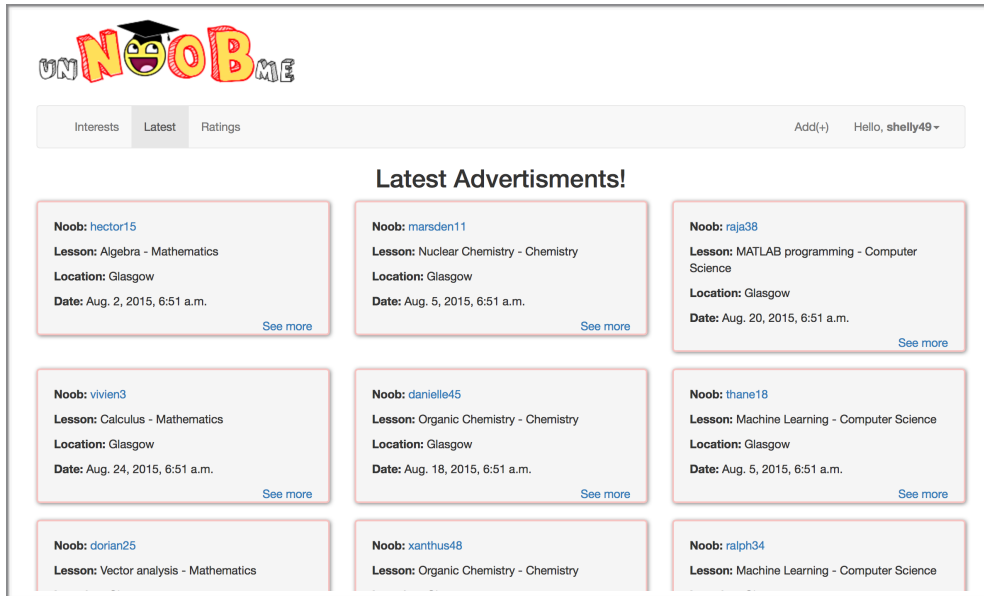 UN NOOB ME
Interests Latest Ratings Add(+) Hello, shelly49
Latest Advertisments!
Noob: hector15
Lesson: Algebra - Mathematics
Location: Glasgow
Date: Aug. 2, 2015, 6:51 a.m.
See more
Noob: marsden11
Lesson: Nuclear Chemistry - Chemistry
Location: Glasgow
Date: Aug. 5, 2015, 6:51 a.m.
See more
Noob: raja38
Lesson: MATLAB programming - Computer
Science
Location: Glasgow
Date: Aug. 20, 2015, 6:51 a.m.
See more
Noob: vivien3
Lesson: Calculus - Mathematics
Location: Glasgow
Date: Aug. 24, 2015, 6:51 a.m.
See more
Noob: danielle45
Lesson: Organic Chemistry - Chemistry
Location: Glasgow
Date: Aug. 18, 2015, 6:51 a.m.
See more
Noob: thane18
Lesson: Machine Learning - Computer Science
Location: Glasgow
Date: Aug. 5, 2015, 6:51 a.m.
See more
Noob: dorian25
Lesson: Vector analysis - Mathematics
Noob: xanthus48
Lesson: Organic Chemistry - Chemistry
Noob: ralph34
Lesson: Machine Learning - Computer Science